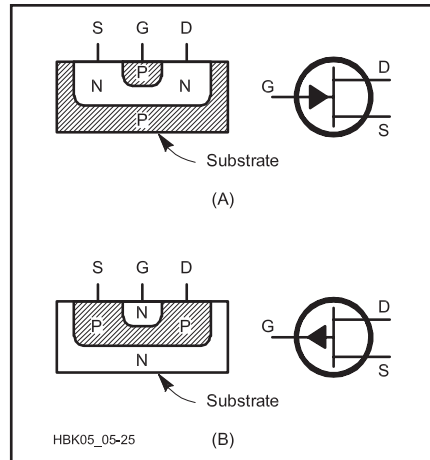 S G D
P
N N
P
Substrate
G
D
S
(A)
S G D
N
P P
N
Substrate
G
D
S
HBK05_05-25
(B)